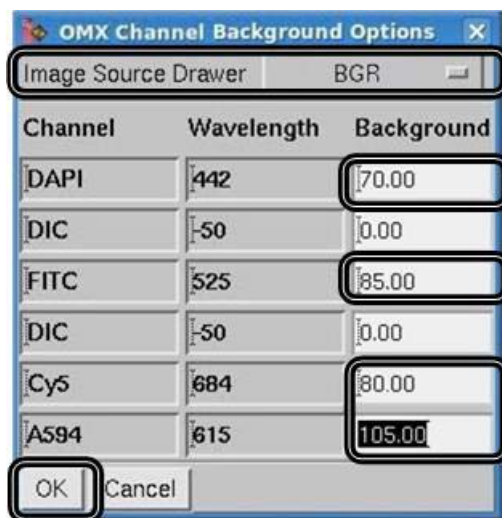 OMX Channel Background Options
Image Source Drawer BGR
Channel Wavelength Background
DAPI 442 70.00
DIC -50 0.00
FITC 525 85.00
DIC -50 0.00
Cy5 684 80.00
A594 615 105.00
OK Cancel